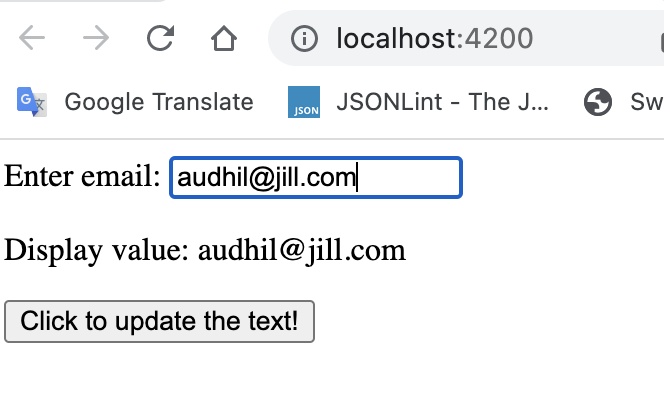 localhost:4200
Google Translate JSON JSONLint - The J... Sw
Enter email: audhil@jill.com
Display value: audhil@jill.com
Click to update the text!